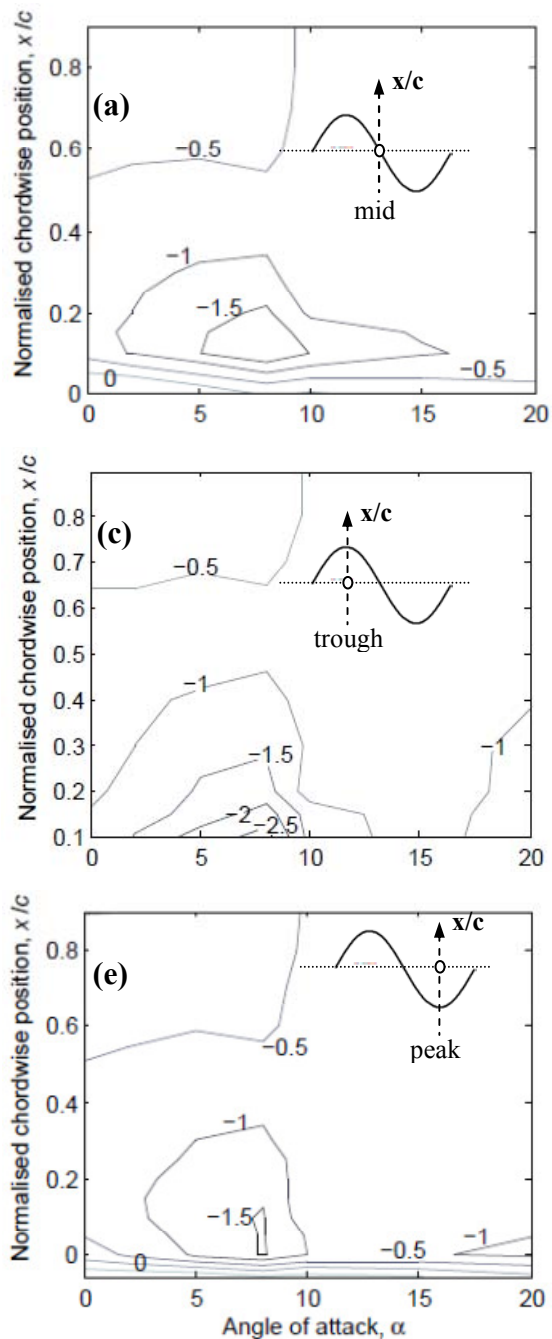 (a)
x/c
mid
−0.5
−1
−1.5
0
−0.5
Normalised chordwise position, x/c
0.8
0.6
0.4
0.2
0
0 5 10 15 20
(c)
x/c
trough
−0.5
−1
−1.5
−2
−2.5
−1
Normalised chordwise position, x/c
0.8
0.7
0.6
0.5
0.4
0.3
0.2
0.1
0 5 10 15 20
(e)
x/c
peak
−0.5
−1
−1.5
−1
−0.5
0
Normalised chordwise position, x/c
0.8
0.6
0.4
0.2
0
0 5 10 15 20
Angle of attack, α